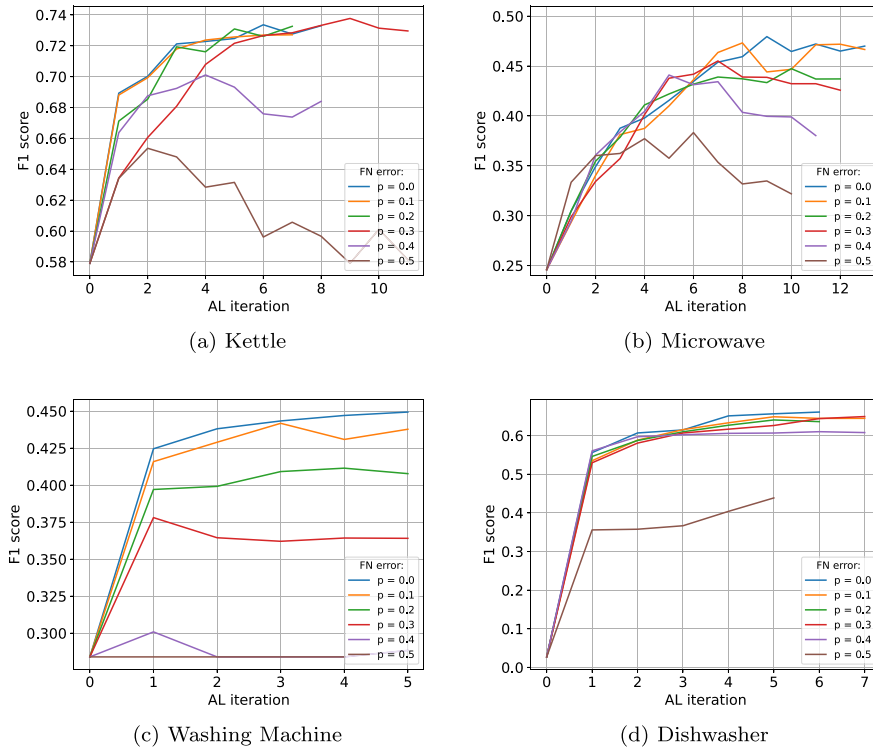 0.74
0.72
0.70
0.68
0.66
0.64
0.62
0.60
0.58
F1 score
0 2 4 6 8 10
AL iteration
FN error:
p = 0.0
p = 0.1
p = 0.2
p = 0.3
p = 0.4
p = 0.5
(a) Kettle
0.50
0.45
0.40
0.35
0.30
0.25
F1 score
0 2 4 6 8 10 12
AL iteration
FN error:
p = 0.0
p = 0.1
p = 0.2
p = 0.3
p = 0.4
p = 0.5
(b) Microwave
0.450
0.425
0.400
0.375
0.350
0.325
0.300
F1 score
0 1 2 3 4 5
AL iteration
FN error:
p = 0.0
p = 0.1
p = 0.2
p = 0.3
p = 0.4
p = 0.5
(c) Washing Machine
0.6
0.5
0.4
0.3
0.2
0.1
0.0
F1 score
0 1 2 3 4 5 6 7
AL iteration
FN error:
p = 0.0
p = 0.1
p = 0.2
p = 0.3
p = 0.4
p = 0.5
(d) Dishwasher